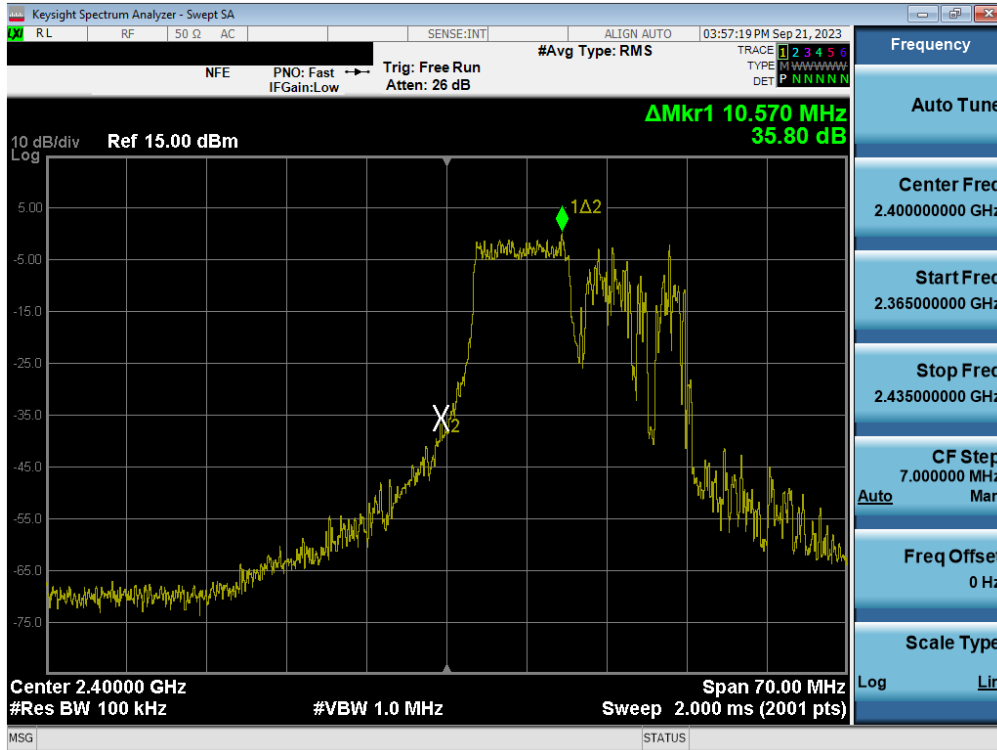 Keysight Spectrum Analyzer - Swept SA
LXI RL RF 50 Ω AC SENSE:INT ALIGN AUTO 03:57:19 PM Sep 21, 2023
NFE PNO: Fast Trig: Free Run #Avg Type: RMS TRACE 1 2 3 4 5 6
IFGain:Low Atten: 26 dB TYPE M WWWWW
DET P N N N N N
ΔMkr1 10.570 MHz
35.80 dB
10 dB/div Ref 15.00 dBm
Log
5.00
-5.00
-15.0
-25.0
-35.0
-45.0
-55.0
-65.0
-75.0
1Δ2
X2
Center 2.40000 GHz Span 70.00 MHz
#Res BW 100 kHz #VBW 1.0 MHz Sweep 2.000 ms (2001 pts)
MSG STATUS
Frequency
Auto Tune
Center Freq
2.400000000 GHz
Start Freq
2.365000000 GHz
Stop Freq
2.435000000 GHz
CF Step
7.000000 MHz
Auto Man
Freq Offset
0 Hz
Scale Type
Log Lin